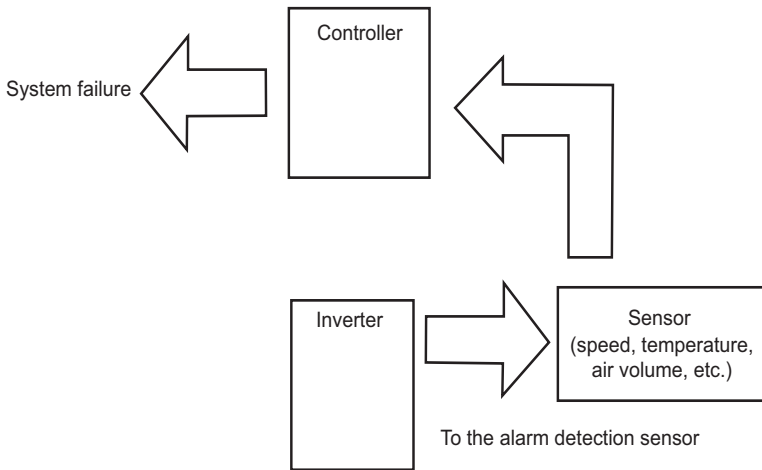 Controller
System failure
Inverter
Sensor
(speed, temperature,
air volume, etc.)
To the alarm detection sensor